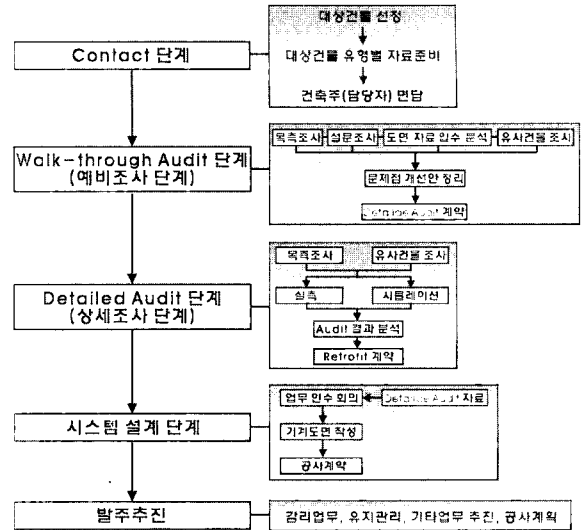 Contact 단계
대상건물 선정
대상건물 유형별 자료준비
건축주(담당자) 면담
Walk-through Audit 단계
(예비조사 단계)
목측조사 설문조사 도면 자료 입수 분석 유사건물 조사
문제점 개선안 정리
Audit 계약
Detailed Audit 단계
(상세조사 단계)
목측조사 유사건물 조사
실측 시뮬레이션
Audit 결과 분석
Retrofit 계약
시스템 설계 단계
업무 인수 회의 Audit 자료
기계도면 작성
공사계약
발주추진
감리업무, 유지관리, 기타업무 추진, 공사계획